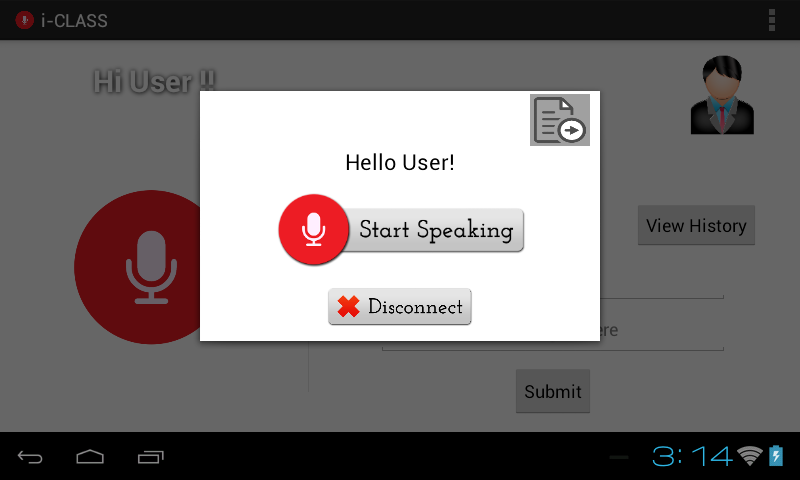 i-CLASS
Hi User !!
Hello User!
Start Speaking
View History
Disconnect
Submit
3:14